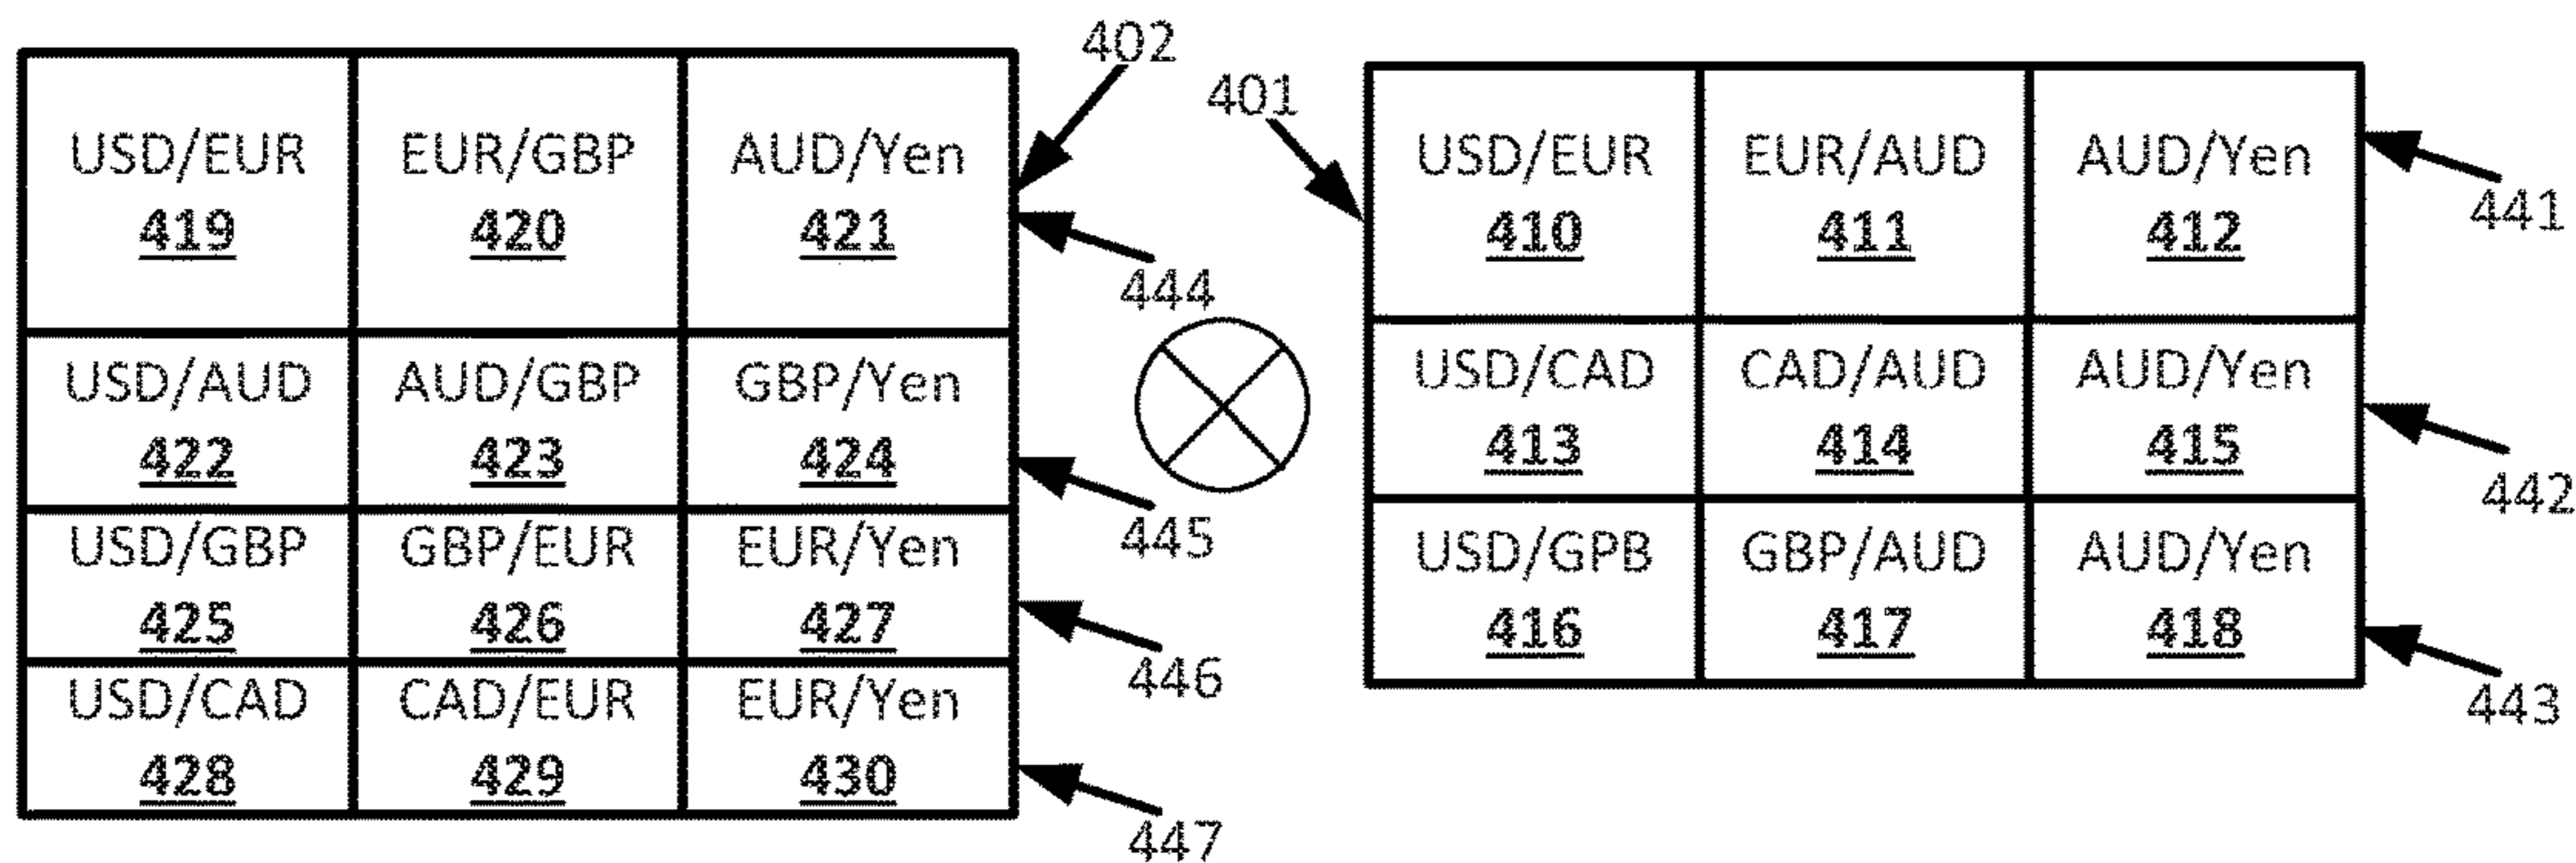 402
401
USD/EUR EUR/GBP AUD/Yen
419 420 421
444
USD/EUR EUR/AUD AUD/Yen
410 411 412
441
USD/AUD AUD/GBP GBP/Yen
422 423 424
445
USD/CAD CAD/AUD AUD/Yen
413 414 415
442
USD/GBP GBP/EUR EUR/Yen
425 426 427
446
USD/GPB GBP/AUD AUD/Yen
416 417 418
443
USD/CAD CAD/EUR EUR/Yen
428 429 430
447